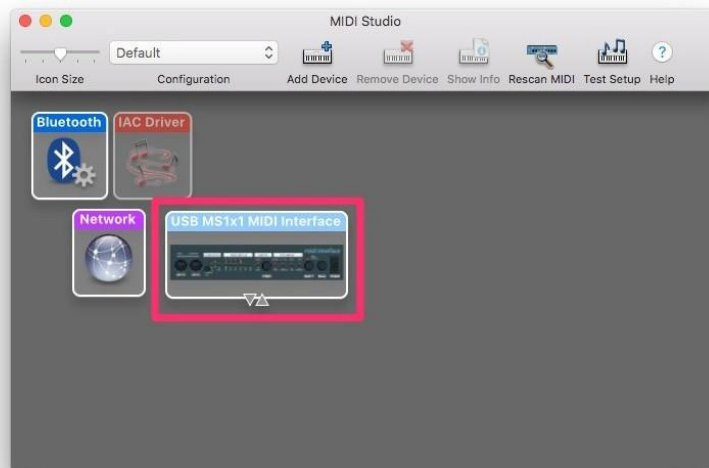 MIDI Studio
Default
Icon Size Configuration Add Device Remove Device Show Info Rescan MIDI Test Setup ? Help
Bluetooth IAC Driver
Network USB MS1x1 MIDI Interface